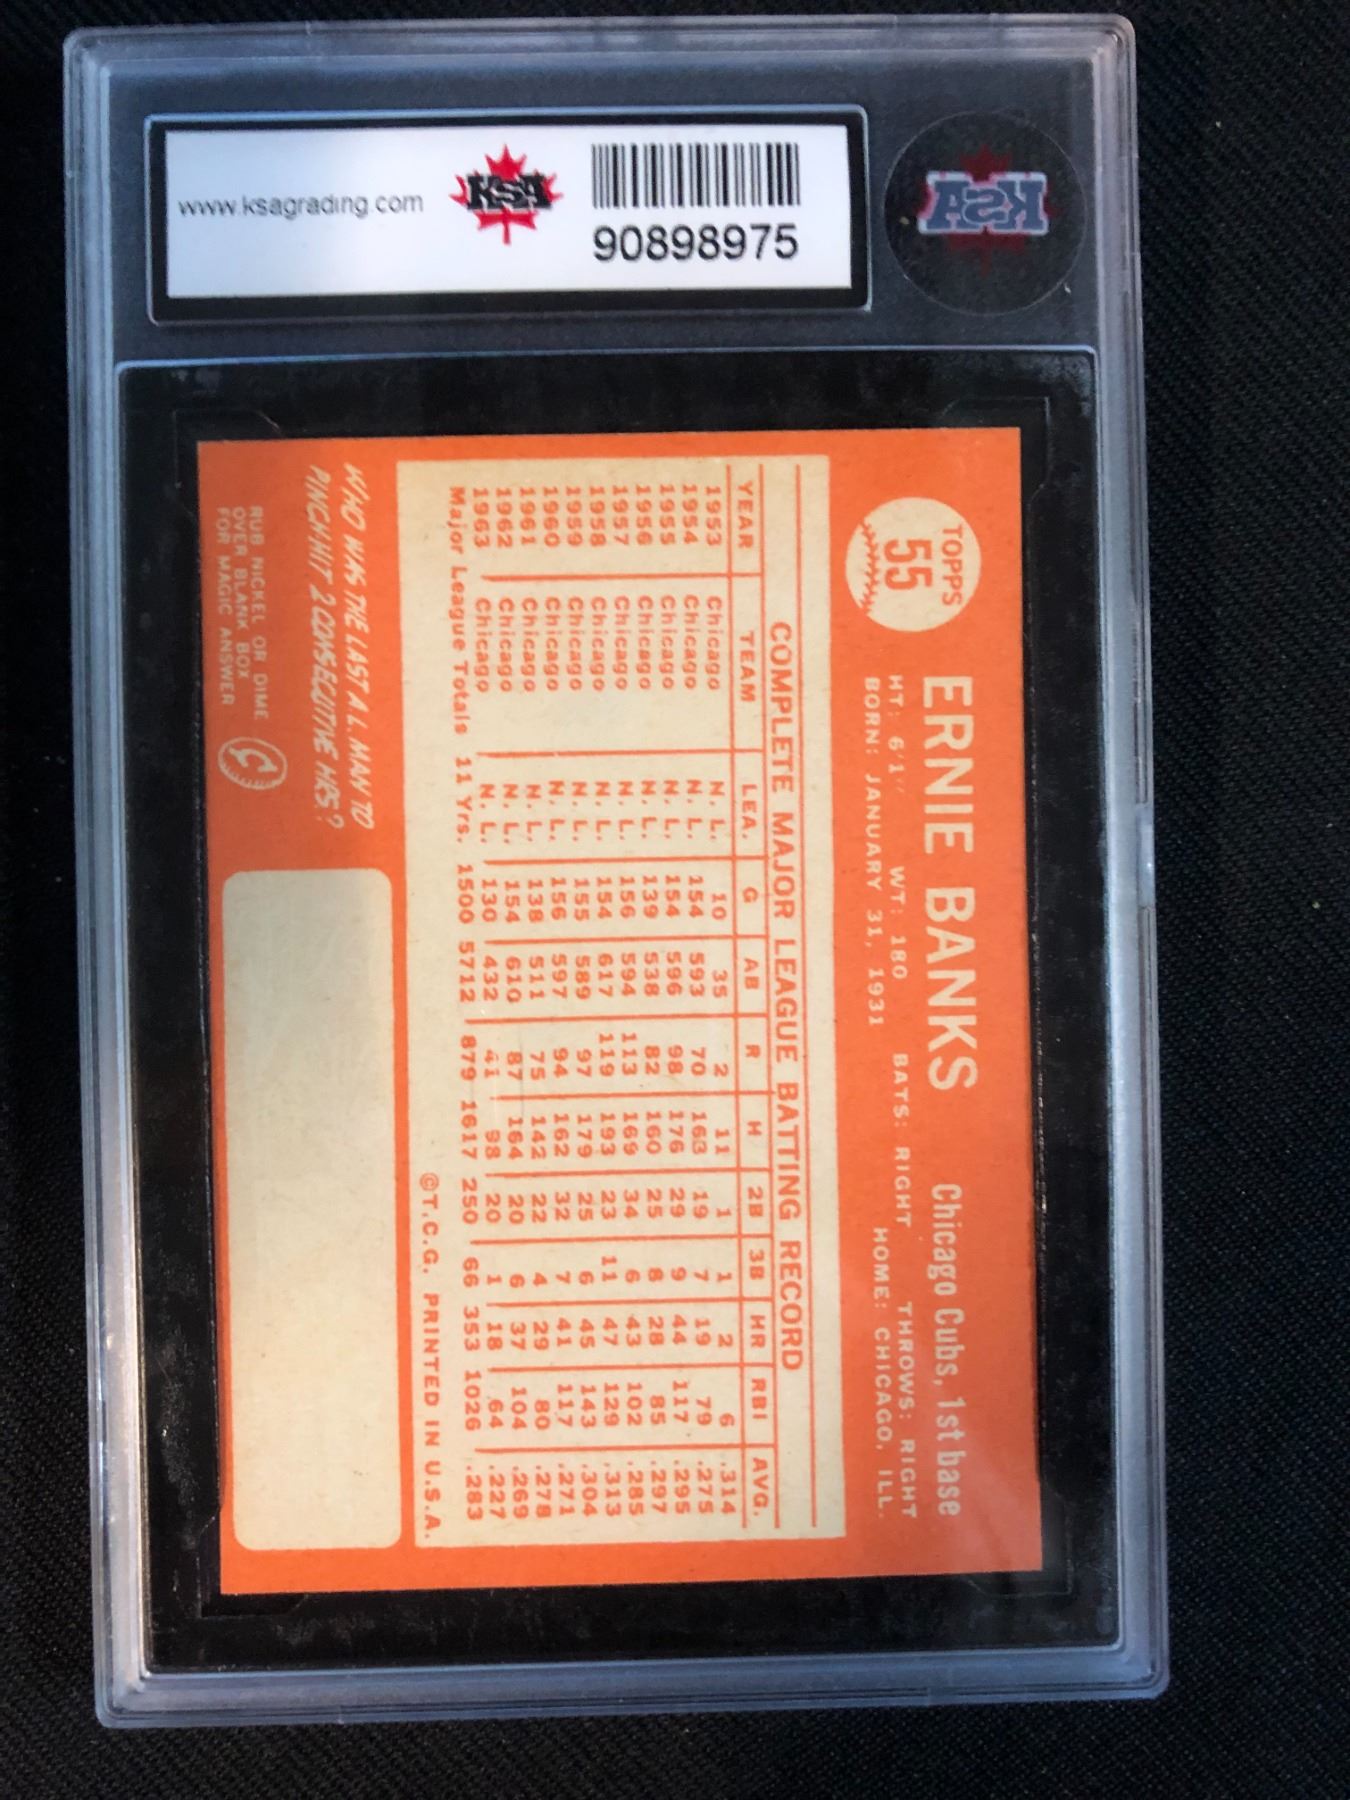 www.ksagrading.com
KSA
90898975
KSA
TOPPS
55
ERNIE BANKS Chicago Cubs, 1st base
HT: 6'1" WT: 180 BATS: RIGHT THROWS: RIGHT
BORN: JANUARY 31, 1931 HOME: CHICAGO, ILL.
COMPLETE MAJOR LEAGUE BATTING RECORD
YEAR TEAM LEA. G AB R H 2B 3B HR RBI AVG.
1953 Chicago N. L. 10 35 2 11 1 1 2 6 .314
1954 Chicago N. L. 154 593 70 163 19 7 19 79 .275
1955 Chicago N. L. 154 596 98 176 29 9 44 117 .295
1956 Chicago N. L. 139 538 82 160 25 8 28 85 .297
1957 Chicago N. L. 156 594 113 169 34 6 43 102 .285
1958 Chicago N. L. 154 617 119 193 23 11 47 129 .313
1959 Chicago N. L. 155 589 97 179 25 6 45 143 .304
1960 Chicago N. L. 156 597 94 162 32 7 41 117 .271
1961 Chicago N. L. 138 511 75 142 22 4 29 80 .278
1962 Chicago N. L. 154 610 87 164 20 6 37 104 .269
1963 Chicago N. L. 130 432 41 98 20 1 18 64 .227
Major League Totals 11 Yrs. 1500 5712 879 1617 250 66 353 1026 .283
©T.C.G. PRINTED IN U.S.A.
WHO WAS THE LAST A.L. MAN TO
PINCH-HIT 2 CONSECUTIVE HRS.?
RUB NICKEL OR DIME
OVER BLANK BOX
FOR MAGIC ANSWER